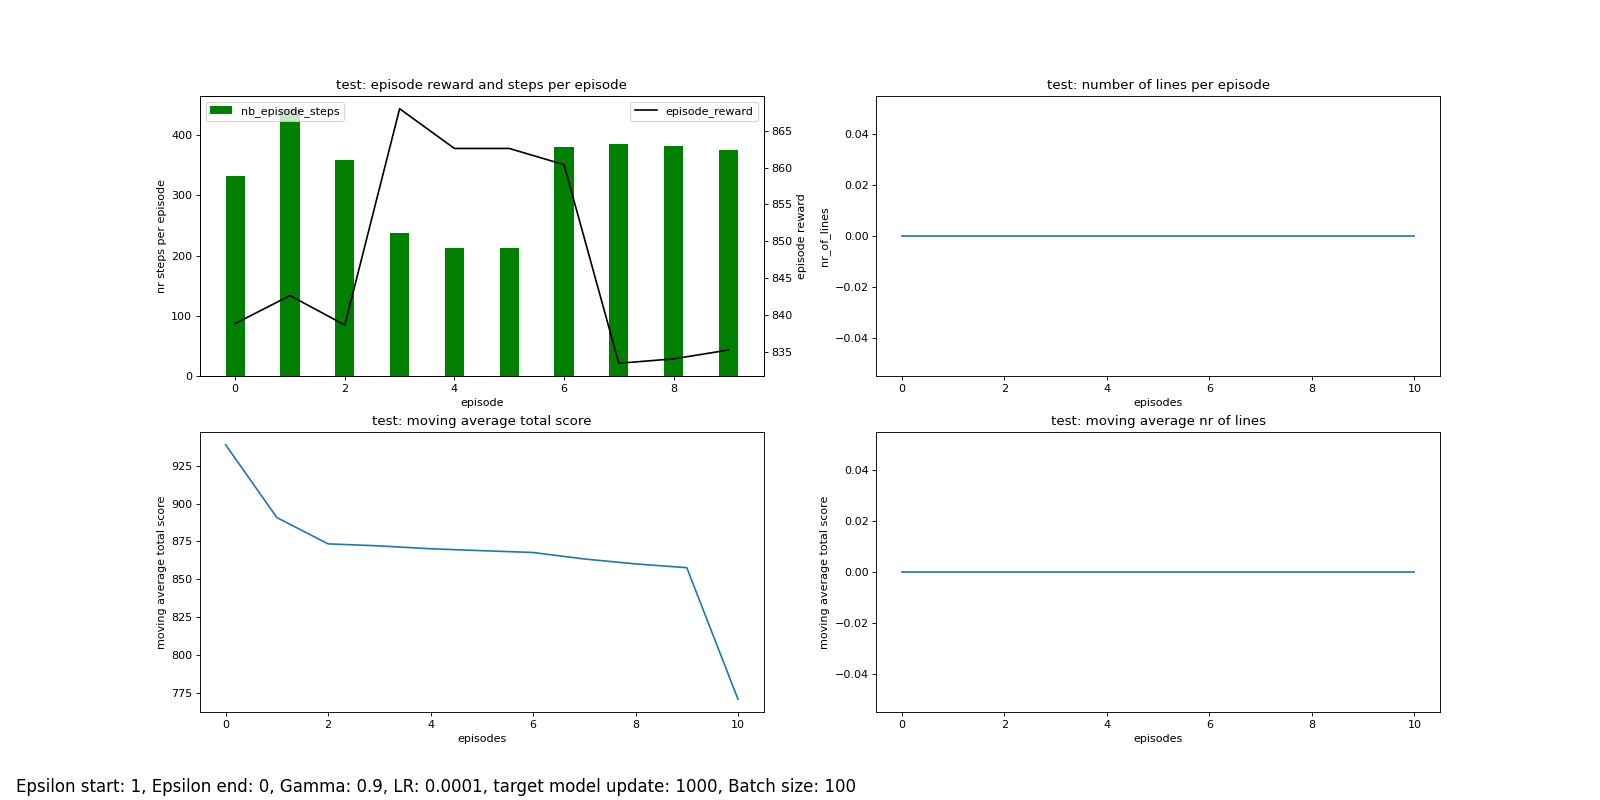 test: episode reward and steps per episode
nb_episode_steps
episode_reward
400
300
200
100
0
nr steps per episode
865
860
855
850
845
840
835
episode reward
0 2 4 6 8
episode
test: number of lines per episode
0.04
0.02
0.00
−0.02
−0.04
nr_of_lines
0 2 4 6 8 10
episodes
test: moving average total score
925
900
875
850
825
800
775
moving average total score
0 2 4 6 8 10
episodes
test: moving average nr of lines
0.04
0.02
0.00
−0.02
−0.04
moving average total score
0 2 4 6 8 10
episodes
Epsilon start: 1, Epsilon end: 0, Gamma: 0.9, LR: 0.0001, target model update: 1000, Batch size: 100